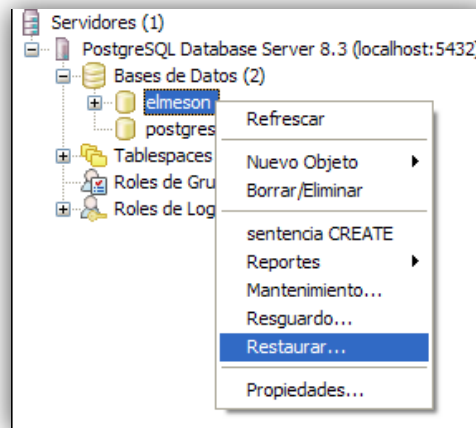 Servidores (1)
PostgreSQL Database Server 8.3 (localhost:5432)
Bases de Datos (2)
elmeson
postgres
Tablespaces
Roles de Gru
Roles de Log
Refrescar
Nuevo Objeto
Borrar/Eliminar
sentencia CREATE
Reportes
Mantenimiento...
Resguardo...
Restaurar...
Propiedades...